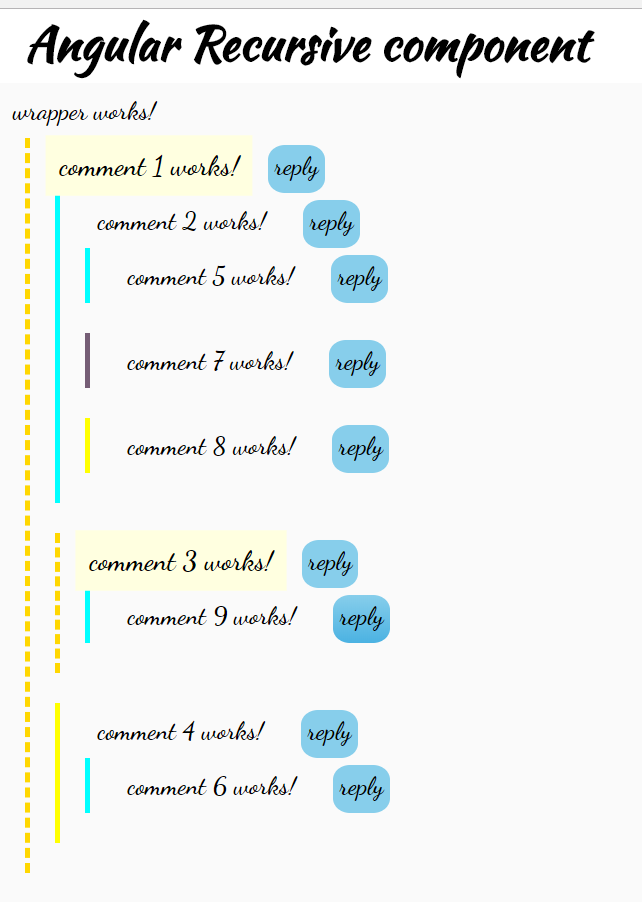 Angular Recursive component
wrapper works!
comment 1 works! reply
comment 2 works! reply
comment 5 works! reply
comment 7 works! reply
comment 8 works! reply
comment 3 works! reply
comment 9 works! reply
comment 4 works! reply
comment 6 works! reply